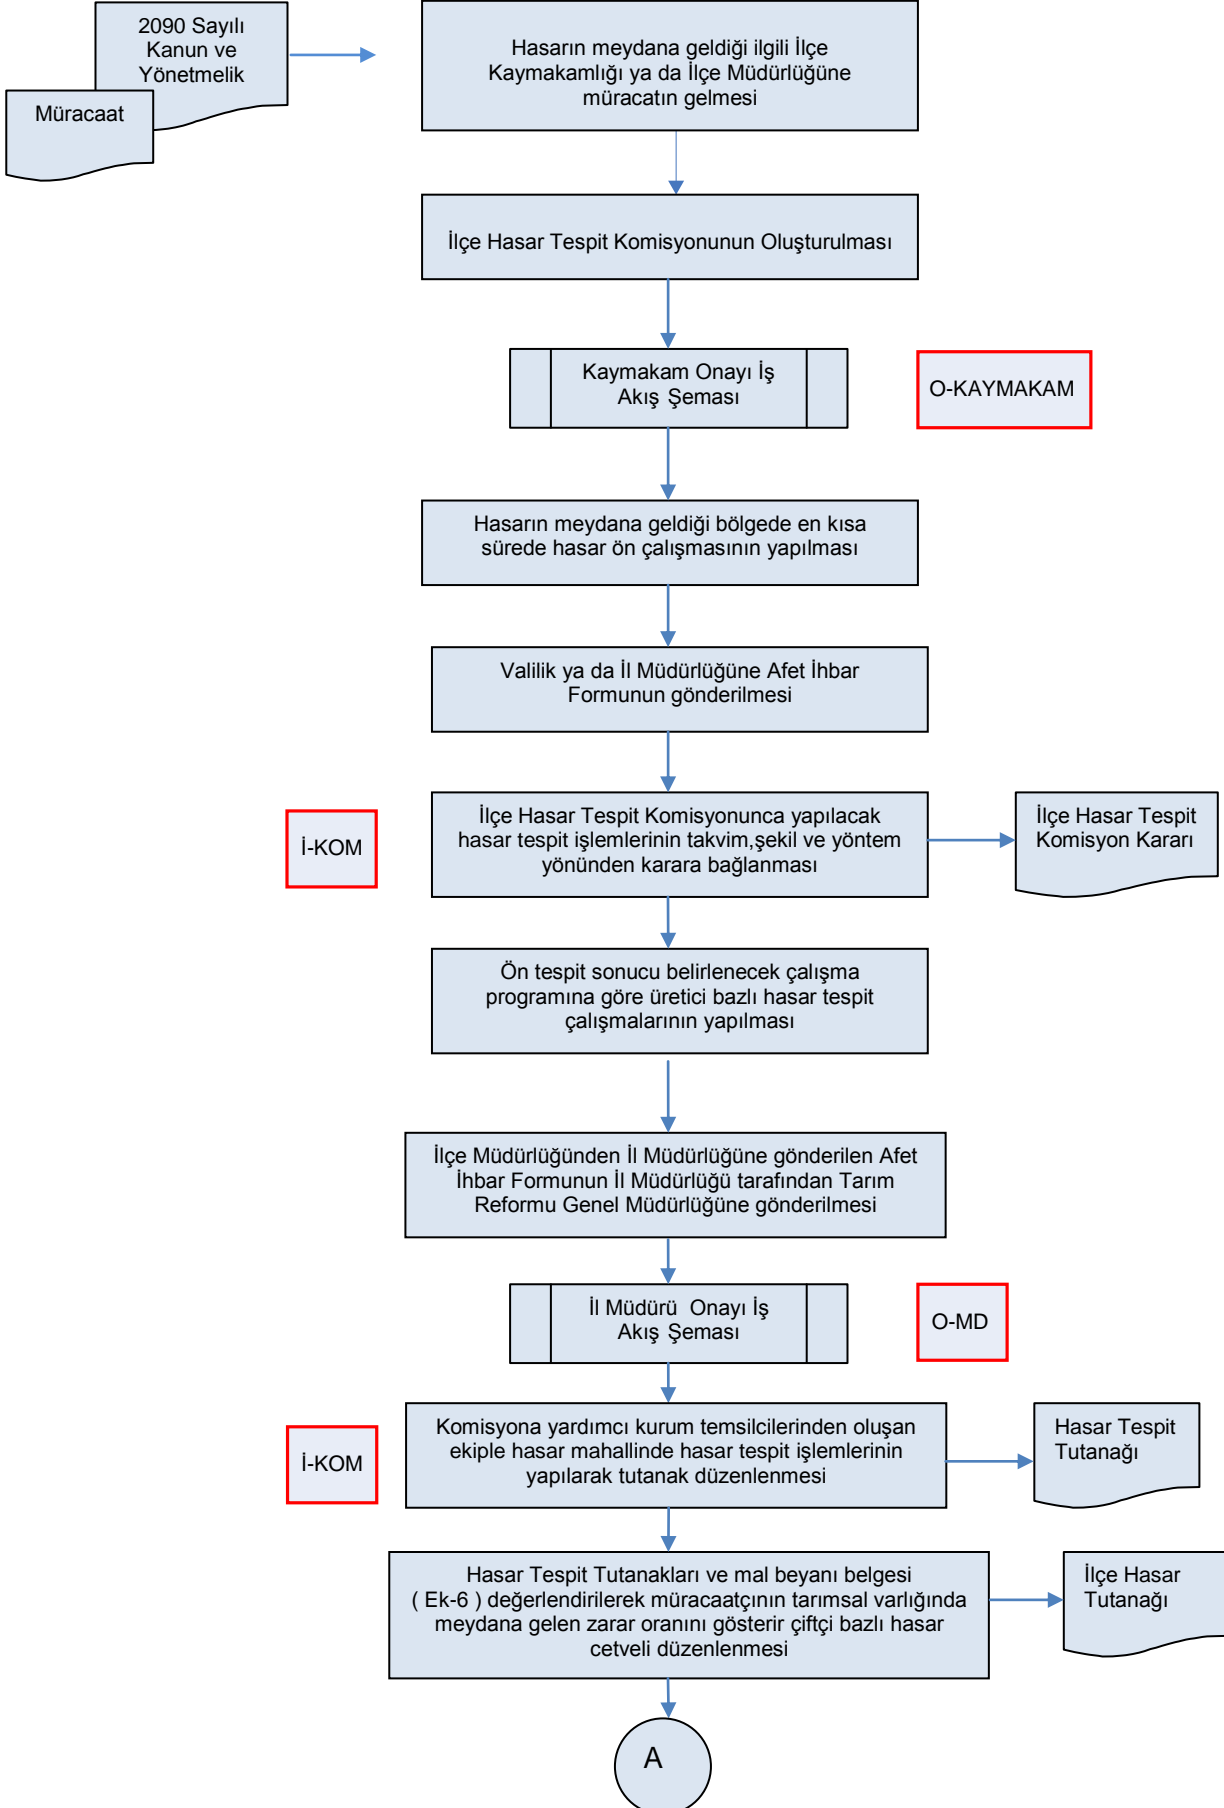 2090 Sayılı
Kanun ve
Yönetmelik
Müracaat
Hasarın meydana geldiği ilgili İlçe
Kaymakamlığı ya da İlçe Müdürlüğüne
müracatın gelmesi
İlçe Hasar Tespit Komisyonunun Oluşturulması
Kaymakam Onayı İş
Akış Şeması
O-KAYMAKAM
Hasarın meydana geldiği bölgede en kısa
sürede hasar ön çalışmasının yapılması
Valilik ya da İl Müdürlüğüne Afet İhbar
Formunun gönderilmesi
İ-KOM
İlçe Hasar Tespit Komisyonunca yapılacak
hasar tespit işlemlerinin takvim,şekil ve yöntem
yönünden karara bağlanması
İlçe Hasar Tespit
Komisyon Kararı
Ön tespit sonucu belirlenecek çalışma
programına göre üretici bazlı hasar tespit
çalışmalarının yapılması
İlçe Müdürlüğünden İl Müdürlüğüne gönderilen Afet
İhbar Formunun İl Müdürlüğü tarafından Tarım
Reformu Genel Müdürlüğüne gönderilmesi
İl Müdürü  Onayı İş
Akış Şeması
O-MD
İ-KOM
Komisyona yardımcı kurum temsilcilerinden oluşan
ekiple hasar mahallinde hasar tespit işlemlerinin
yapılarak tutanak düzenlenmesi
Hasar Tespit
Tutanağı
Hasar Tespit Tutanakları ve mal beyanı belgesi
( Ek-6 ) değerlendirilerek müracaatçının tarımsal varlığında
meydana gelen zarar oranını gösterir çiftçi bazlı hasar
cetveli düzenlenmesi
İlçe Hasar
Tutanağı
A